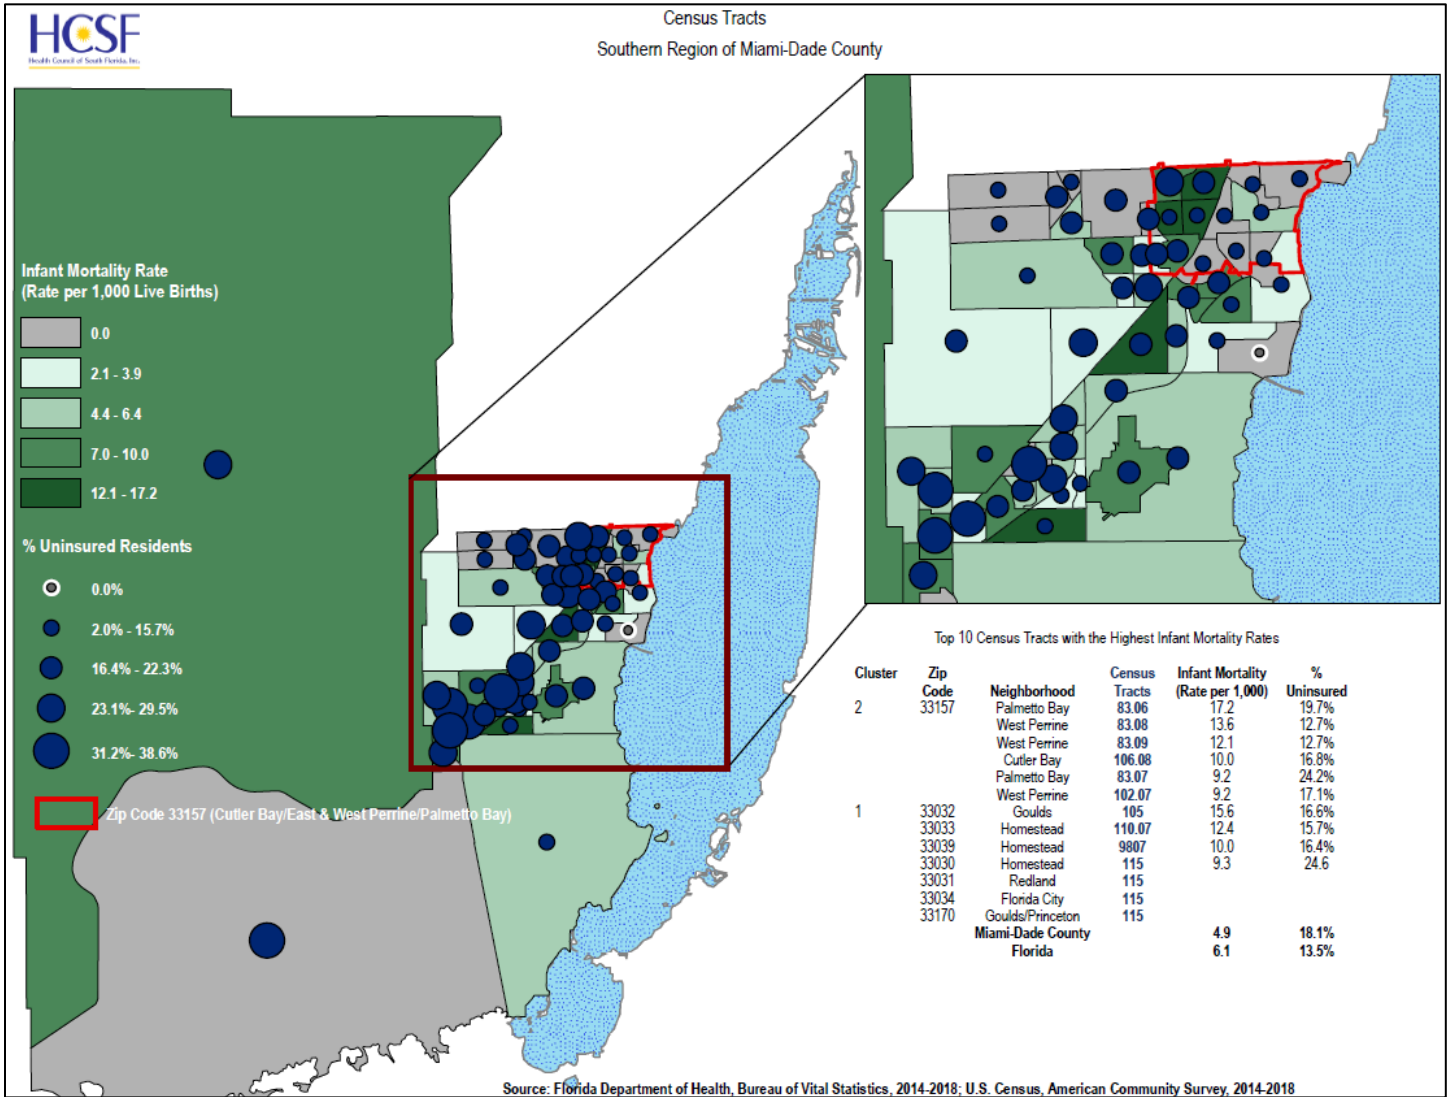 HCSF
Health Council of South Florida, Inc.
Census Tracts
Southern Region of Miami-Dade County
Infant Mortality Rate
(Rate per 1,000 Live Births)
0.0
2.1 - 3.9
4.4 - 6.4
7.0 - 10.0
12.1 - 17.2
% Uninsured Residents
0.0%
2.0% - 15.7%
16.4% - 22.3%
23.1%- 29.5%
31.2%- 38.6%
Zip Code 33157 (Cutler Bay/East & West Perrine/Palmetto Bay)
Top 10 Census Tracts with the Highest Infant Mortality Rates
Cluster Zip Code Neighborhood Census Tracts Infant Mortality (Rate per 1,000) % Uninsured
2 33157 Palmetto Bay 83.06 17.2 19.7%
West Perrine 83.08 13.6 12.7%
West Perrine 83.09 12.1 12.7%
Cutler Bay 106.08 10.0 16.8%
Palmetto Bay 83.07 9.2 24.2%
West Perrine 102.07 9.2 17.1%
1 33032 Goulds 105 15.6 16.6%
33033 Homestead 110.07 12.4 15.7%
33039 Homestead 9807 10.0 16.4%
33030 Homestead 115 9.3 24.6
33031 Redland 115
33034 Florida City 115
33170 Goulds/Princeton 115
Miami-Dade County 4.9 18.1%
Florida 6.1 13.5%
Source: Florida Department of Health, Bureau of Vital Statistics, 2014-2018; U.S. Census, American Community Survey, 2014-2018